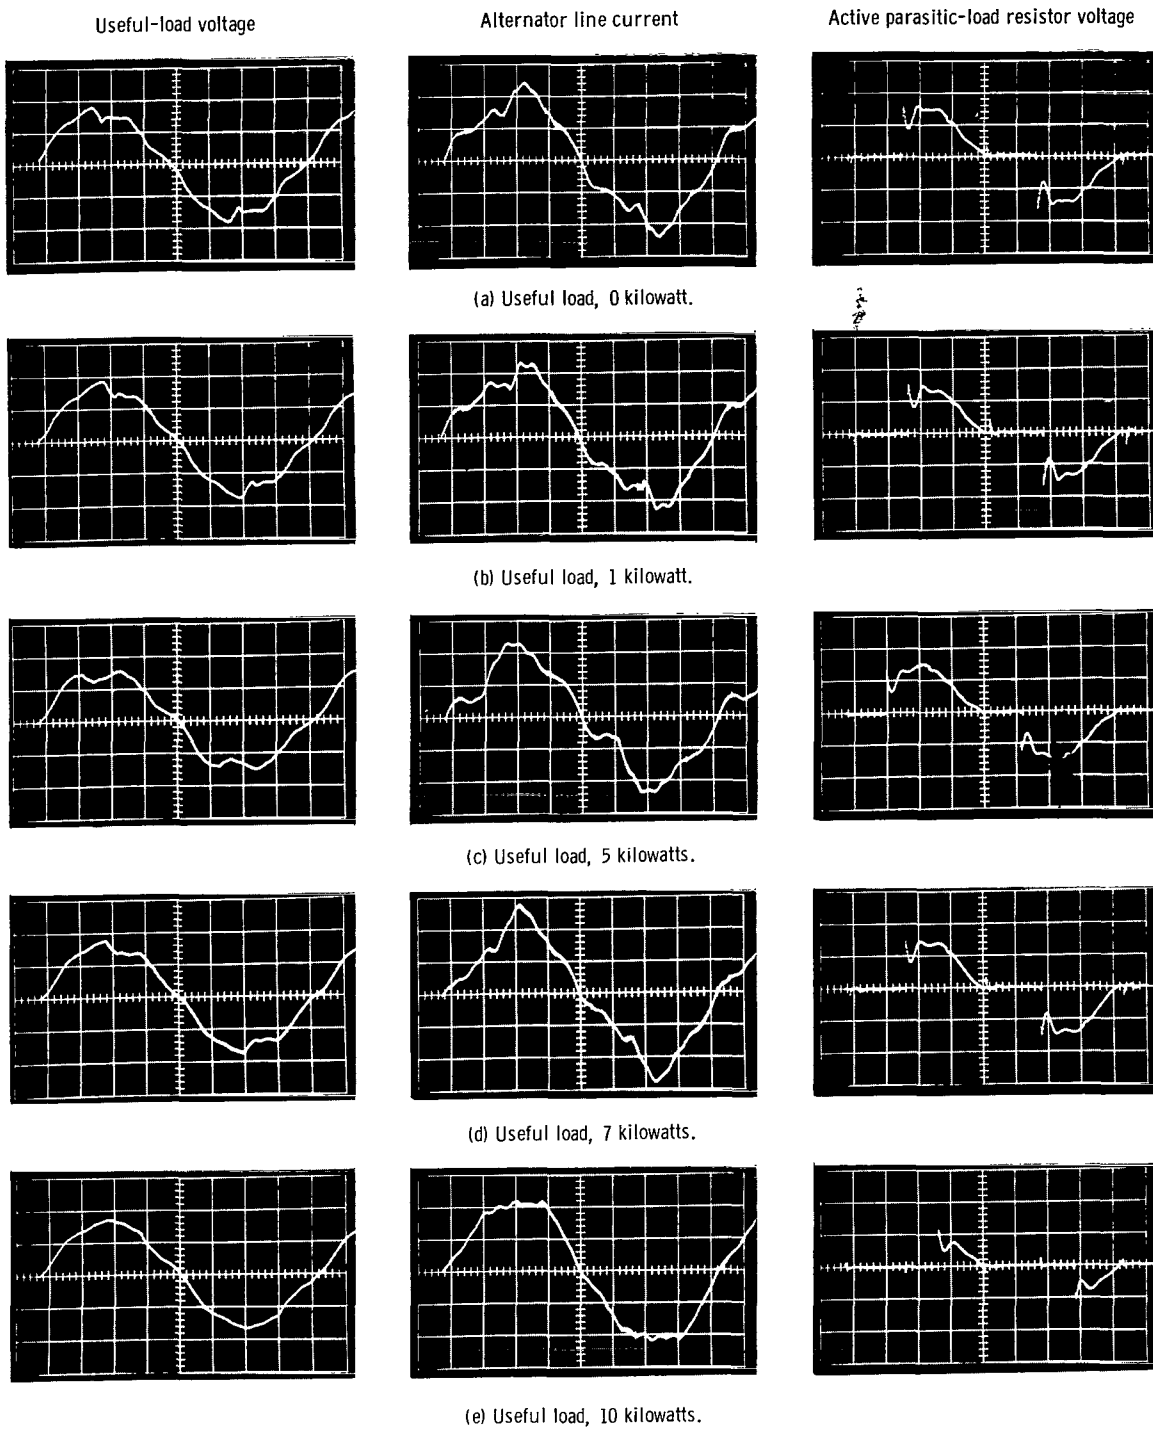 Useful-load voltage
Alternator line current
Active parasitic-load resistor voltage
(a) Useful load, 0 kilowatt.
(b) Useful load, 1 kilowatt.
(c) Useful load, 5 kilowatts.
(d) Useful load, 7 kilowatts.
(e) Useful load, 10 kilowatts.